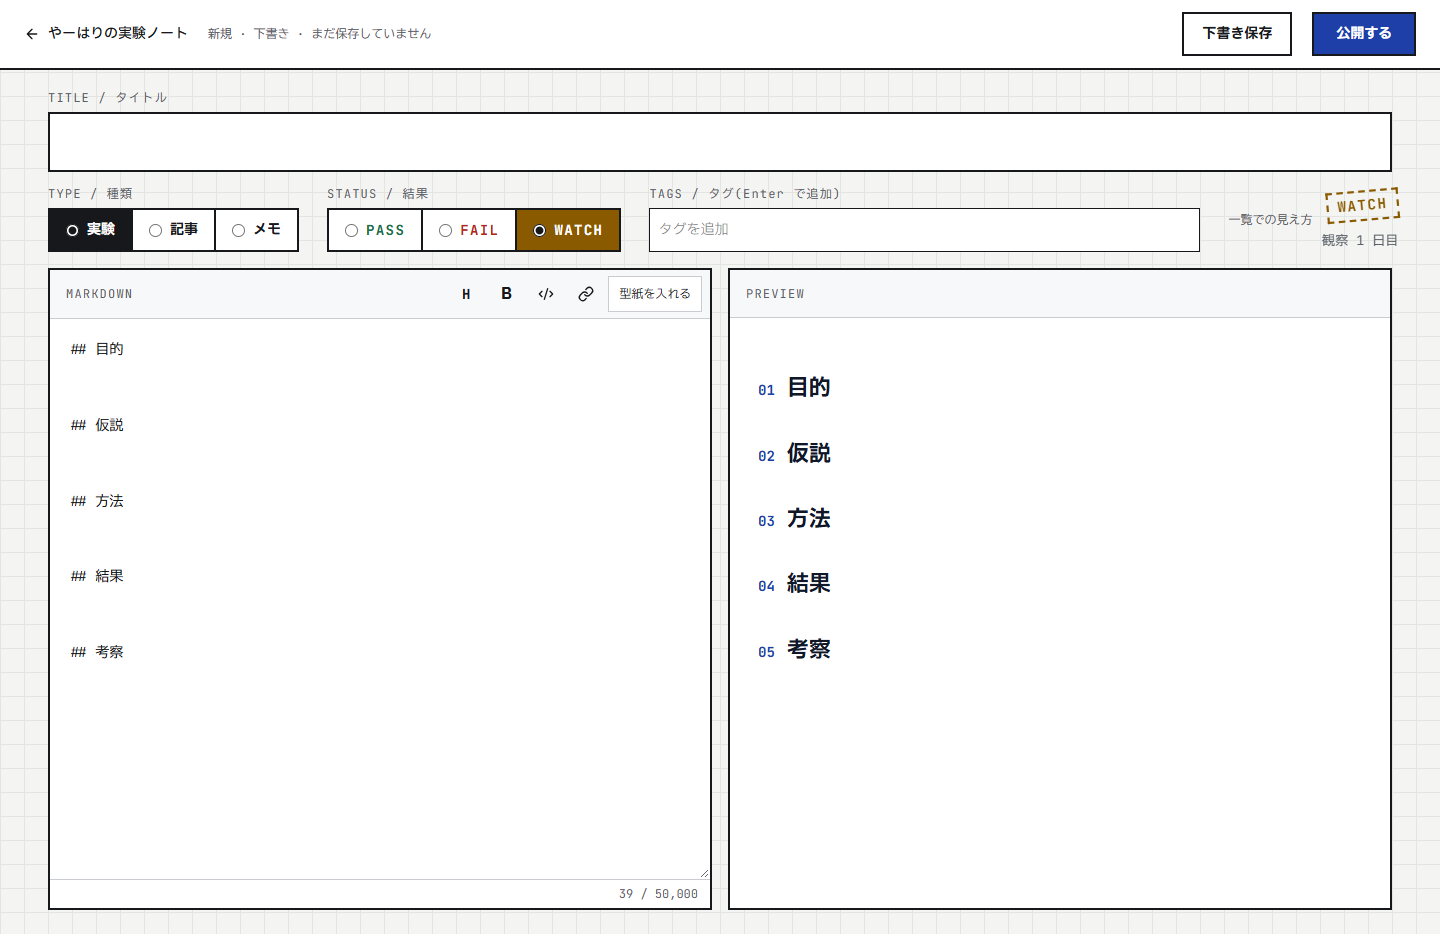 ← やーはりの実験ノート 新規 · 下書き · まだ保存していません 下書き保存 公開する
TITLE / タイトル
TYPE / 種類 STATUS / 結果 TAGS / タグ(Enter で追加)
実験 記事 メモ PASS FAIL WATCH タグを追加 一覧での見え方 WATCH
観察 1 日目
MARKDOWN H B </> 型紙を入れる PREVIEW
## 目的
## 仮説
## 方法
## 結果
## 考察
39 / 50,000
01 目的
02 仮説
03 方法
04 結果
05 考察